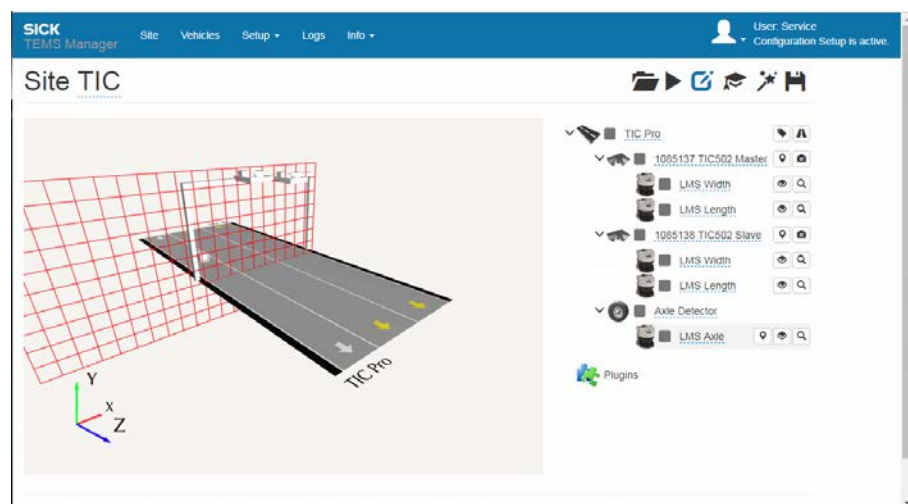 SICK
TEMS Manager
Site Vehicles Setup Logs Info
User: Service
Configuration Setup is active.
Site TIC
TIC Pro
1085137 TIC502 Master
LMS Width
LMS Length
1085138 TIC502 Slave
LMS Width
LMS Length
Axle Detector
LMS Axle
Plugins
TIC Pro
Y
X
Z